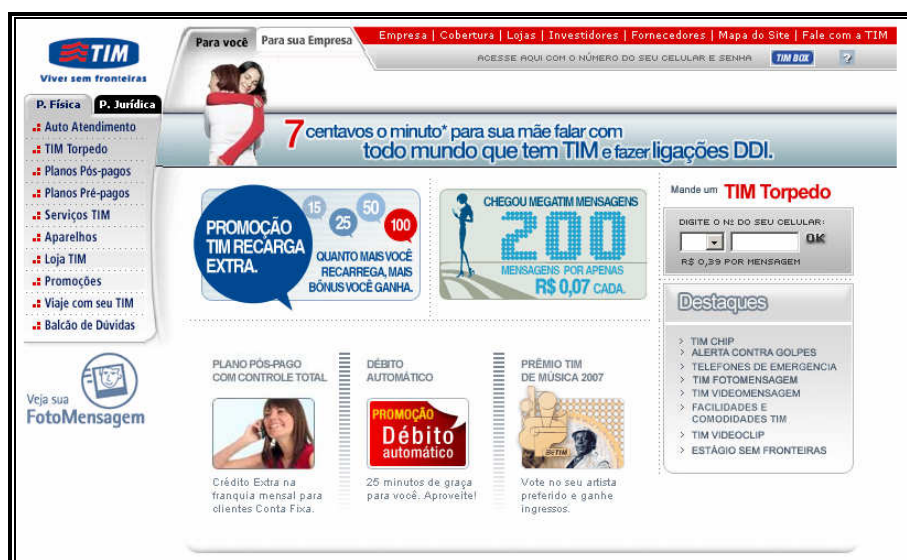 TIM
Viver sem fronteiras
Para você
Para sua Empresa
Empresa | Cobertura | Lojas | Investidores | Fornecedores | Mapa do Site | Fale com a TIM
ACESSE AQUI COM O NÚMERO DO SEU CELULAR E SENHA
TIM BOX
?
P. Física
P. Jurídica
Auto Atendimento
TIM Torpedo
Planos Pós-pagos
Planos Pré-pagos
Serviços TIM
Aparelhos
Loja TIM
Promoções
Viaje com seu TIM
Balcão de Dúvidas
Veja sua
FotoMensagem
7 centavos o minuto* para sua mãe falar com
todo mundo que tem TIM e fazer ligações DDI.
PROMOÇÃO
TIM RECARGA
EXTRA.
15
25
50
100
QUANTO MAIS VOCÊ
RECARREGA, MAIS
BÔNUS VOCÊ GANHA.
CHEGOU MEGATIM MENSAGENS
200
MENSAGENS POR APENAS
R$ 0,07 CADA.
Mande um TIM Torpedo
DIGITE O Nº DO SEU CELULAR:
OK
R$ 0,39 POR MENSAGEM
Destaques
> TIM CHIP
> ALERTA CONTRA GOLPES
> TELEFONES DE EMERGENCIA
> TIM FOTOMENSAGEM
> TIM VIDEOMENSAGEM
> FACILIDADES E
COMODIDADES TIM
> TIM VIDEOCLIP
> ESTÁGIO SEM FRONTEIRAS
PLANO PÓS-PAGO
COM CONTROLE TOTAL
Crédito Extra na
franquia mensal para
clientes Conta Fixa.
DÉBITO
AUTOMÁTICO
PROMOÇÃO
Débito
automático
25 minutos de graça
para você. Aproveite!
PRÊMIO TIM
DE MÚSICA 2007
Vote no seu artista
preferido e ganhe
ingressos.